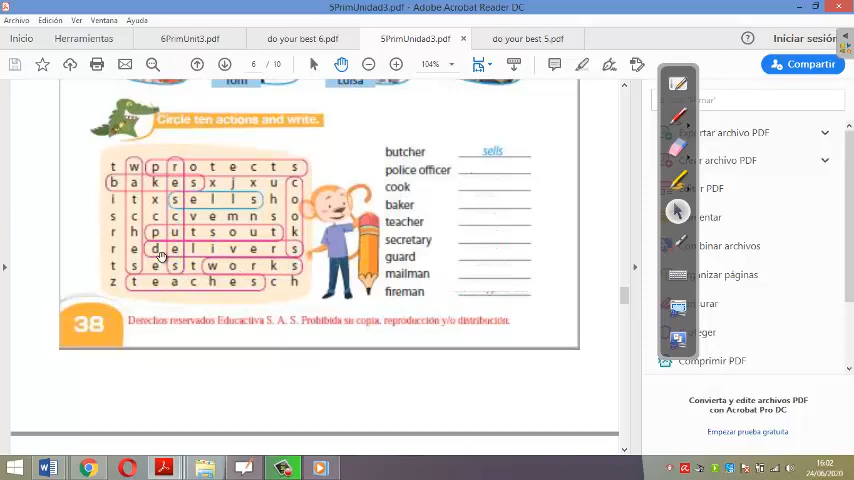 5PrimUnidad3.pdf - Adobe Acrobat Reader DC
Archivo Edición Ver Ventana Ayuda
Inicio Herramientas 6PrimUnit3.pdf do your best 6.pdf 5PrimUnidad3.pdf do your best 5.pdf Iniciar sesión
6 / 10 104% Compartir
Tom Luisa
Circle ten actions and write.
t w p r o t e c t s
b a k e s x j x u c
i t x s e l l s h o
s c c c v e m n s o
r h p u t s o u t k
r e d e l i v e r s
t s e s t w o r k s
z t e a c h e s c h
butcher sells
police officer
cook
baker
teacher
secretary
guard
mailman
fireman
38 Derechos reservados Educactiva S. A. S. Prohibida su copia, reproducción y/o distribución.
Exportar archivo PDF
PDF
Combinar archivos
Organizar páginas
Comprimir PDF
Convierta y edite archivos PDF
con Acrobat Pro DC
Empezar prueba gratuita
16:02
24/06/2020